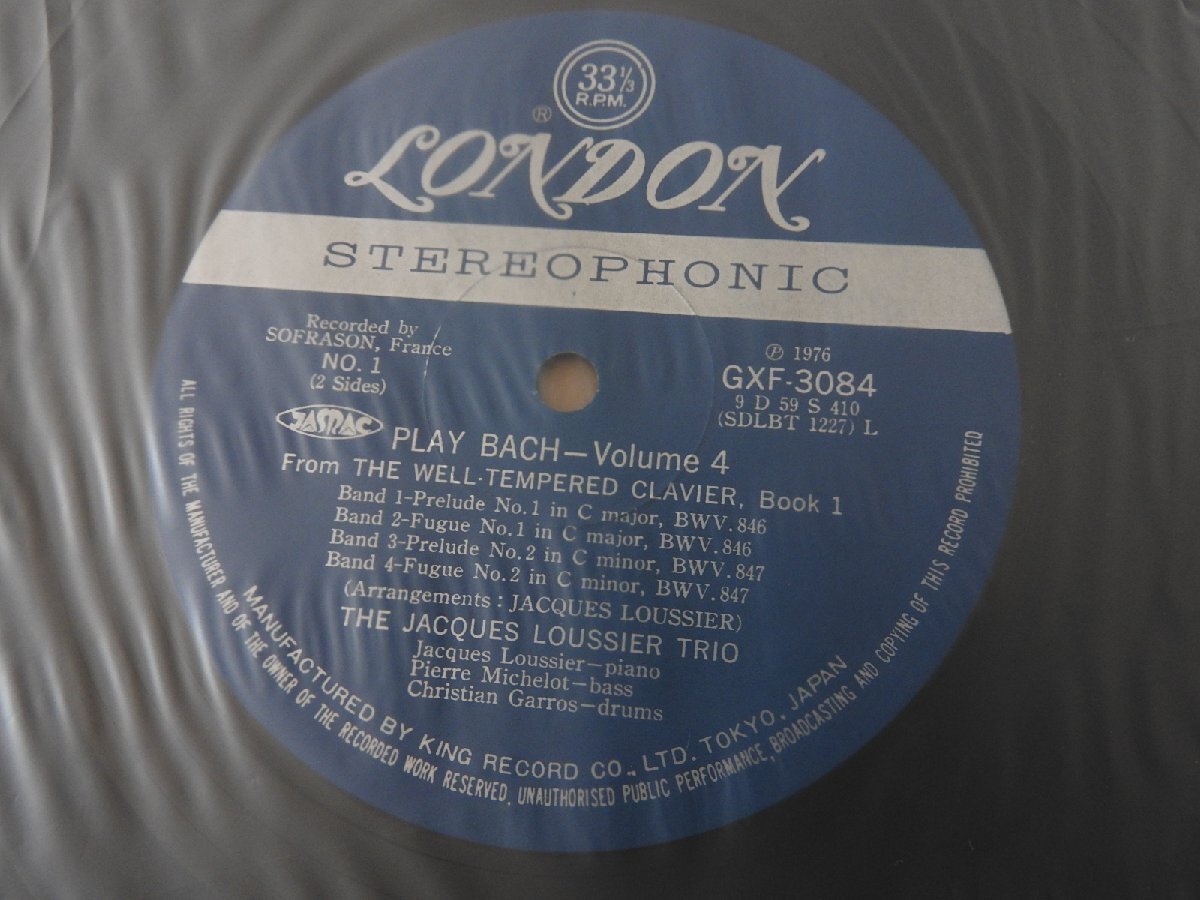 33⅓
R.P.M.
®
LONDON
STEREOPHONIC
Recorded by
SOFRASON, France
NO. 1
(2 Sides)
JASRAC
℗ 1976
GXF-3084
9 D 59 S 410
(SDLBT 1227) L
PLAY BACH—Volume 4
From THE WELL-TEMPERED CLAVIER, Book 1
Band 1-Prelude No.1 in C major, BWV.846
Band 2-Fugue No.1 in C major, BWV.846
Band 3-Prelude No.2 in C minor, BWV.847
Band 4-Fugue No.2 in C minor, BWV.847
(Arrangements : JACQUES LOUSSIER)
THE JACQUES LOUSSIER TRIO
Jacques Loussier—piano
Pierre Michelot—bass
Christian Garros—drums
MANUFACTURED BY KING RECORD CO., LTD. TOKYO, JAPAN
ALL RIGHTS OF THE MANUFACTURER AND OF THE OWNER OF THE RECORDED WORK RESERVED. UNAUTHORISED PUBLIC PERFORMANCE, BROADCASTING AND COPYING OF THIS RECORD PROHIBITED